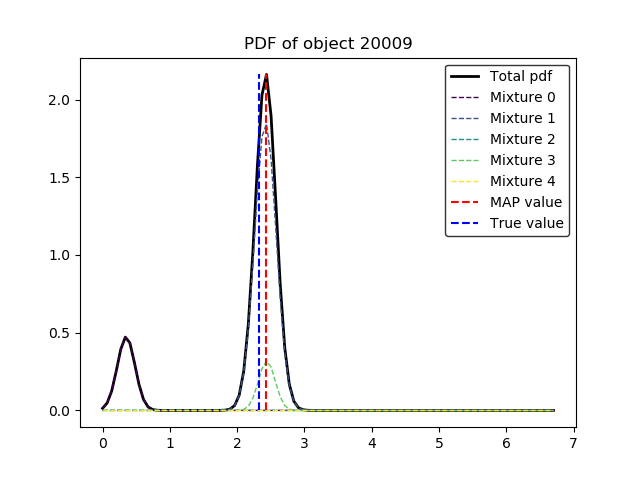 PDF of object 20009
Total pdf
Mixture 0
Mixture 1
Mixture 2
Mixture 3
Mixture 4
MAP value
True value
2.0
1.5
1.0
0.5
0.0
0 1 2 3 4 5 6 7